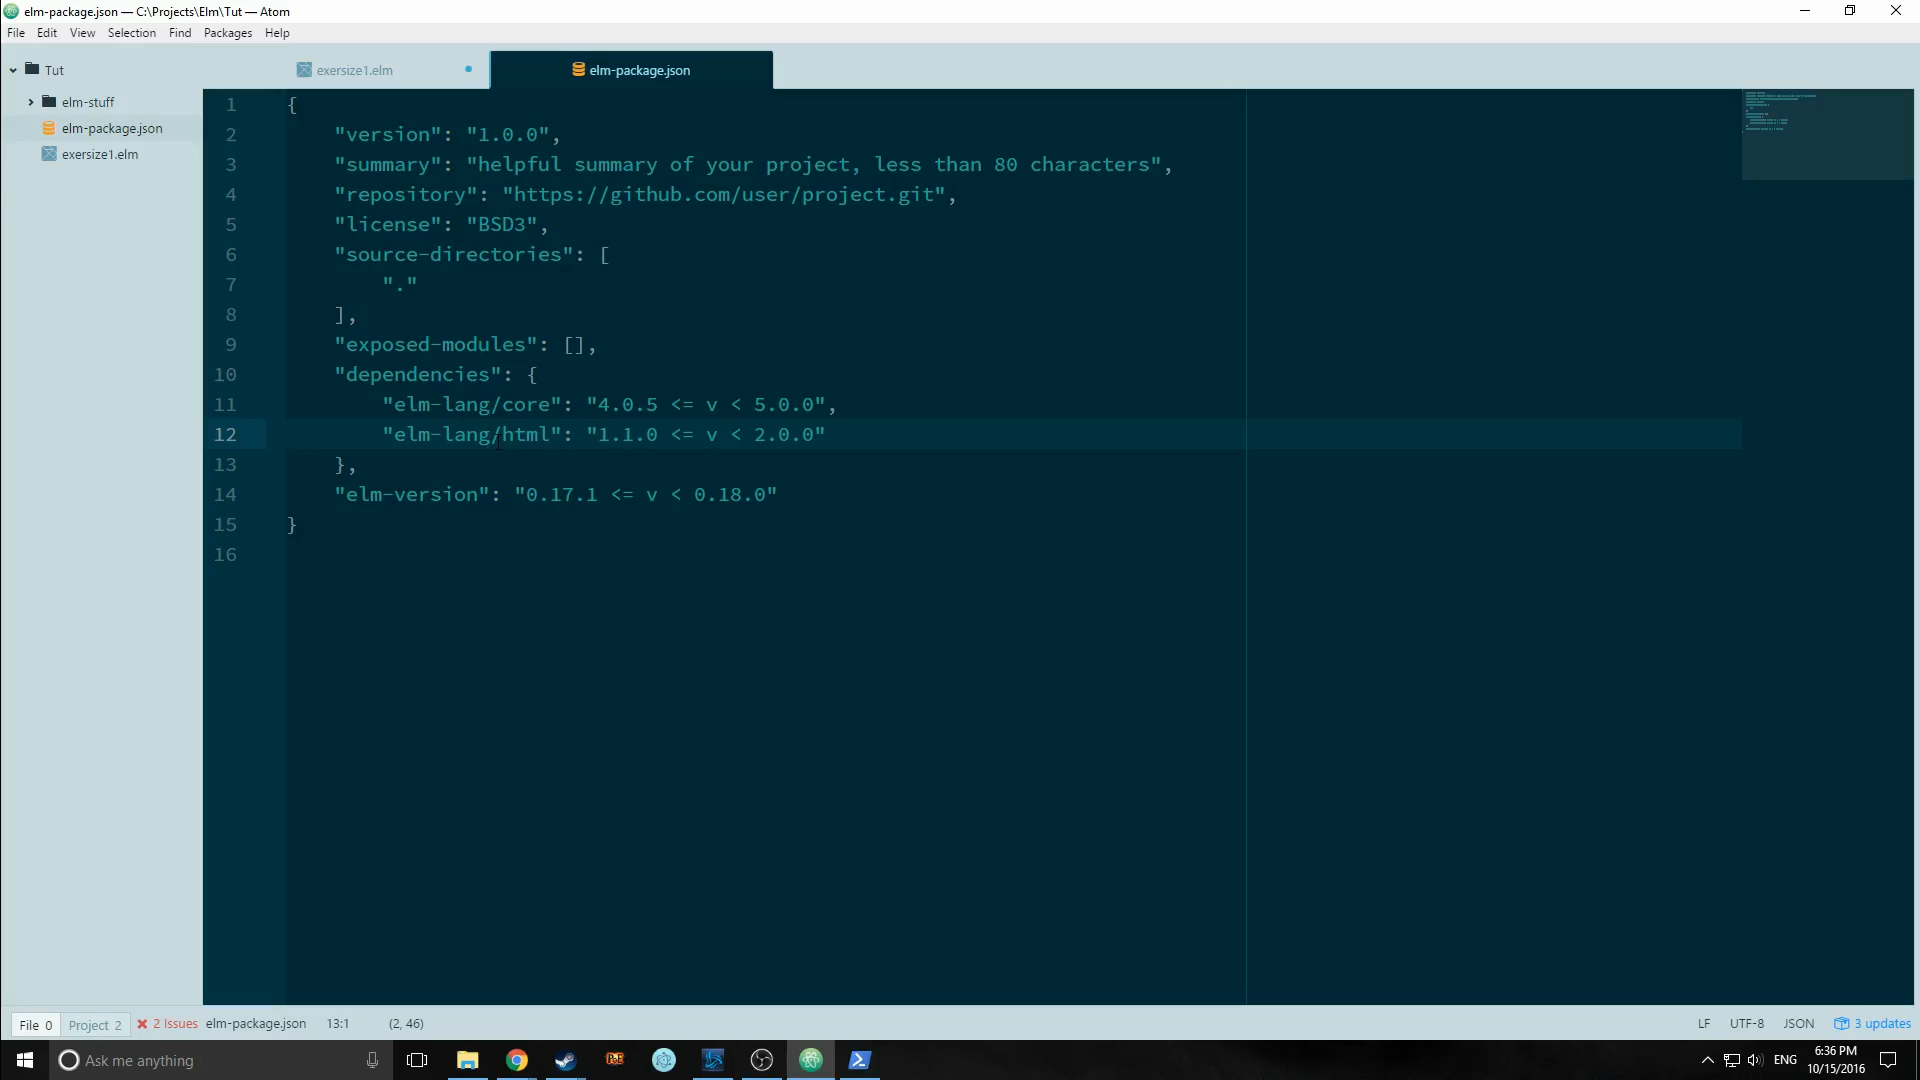 elm-package.json — C:\Projects\Elm\Tut — Atom
File Edit View Selection Find Packages Help
Tut
elm-stuff
elm-package.json
exersize1.elm
exersize1.elm
elm-package.json
1 {
2 "version": "1.0.0",
3 "summary": "helpful summary of your project, less than 80 characters",
4 "repository": "https://github.com/user/project.git",
5 "license": "BSD3",
6 "source-directories": [
7 "."
8 ],
9 "exposed-modules": [],
10 "dependencies": {
11 "elm-lang/core": "4.0.5 <= v < 5.0.0",
12 "elm-lang/html": "1.1.0 <= v < 2.0.0"
13 },
14 "elm-version": "0.17.1 <= v < 0.18.0"
15 }
16
File 0 Project 2 2 Issues elm-package.json 13:1 (2, 46) LF UTF-8 JSON 3 updates
Ask me anything
ENG
6:36 PM
10/15/2016